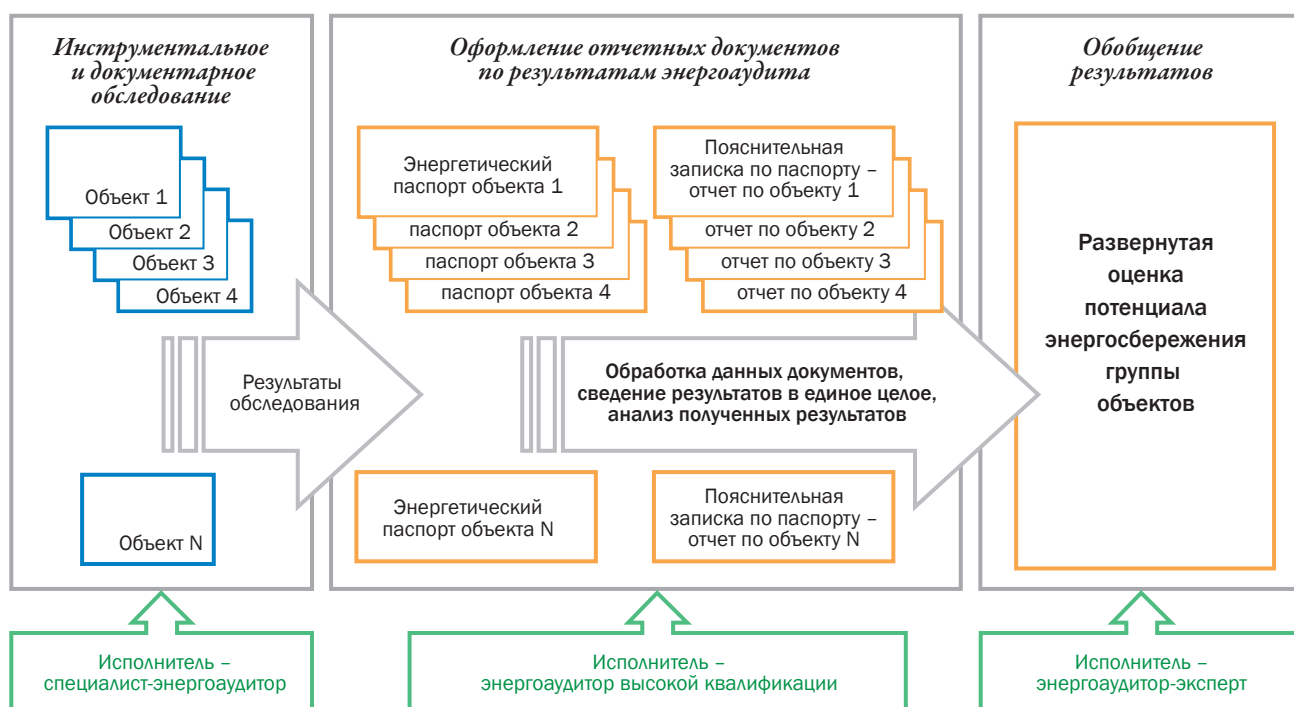 Инструментальное
и документарное
обследование
Объект 1
Объект 2
Объект 3
Объект 4
Результаты
обследования
Объект N
Оформление отчетных документов
по результатам энергоаудита
Энергетический
паспорт объекта 1
паспорт объекта 2
паспорт объекта 3
паспорт объекта 4
Пояснительная
записка по паспорту –
отчет по объекту 1
отчет по объекту 2
отчет по объекту 3
отчет по объекту 4
Обработка данных документов,
сведение результатов в единое целое,
анализ полученных результатов
Энергетический
паспорт объекта N
Пояснительная
записка по паспорту –
отчет по объекту N
Обобщение
результатов
Развернутая
оценка
потенциала
энергосбережения
группы
объектов
Исполнитель –
специалист-энергоаудитор
Исполнитель –
энергоаудитор высокой квалификации
Исполнитель –
энергоаудитор-эксперт